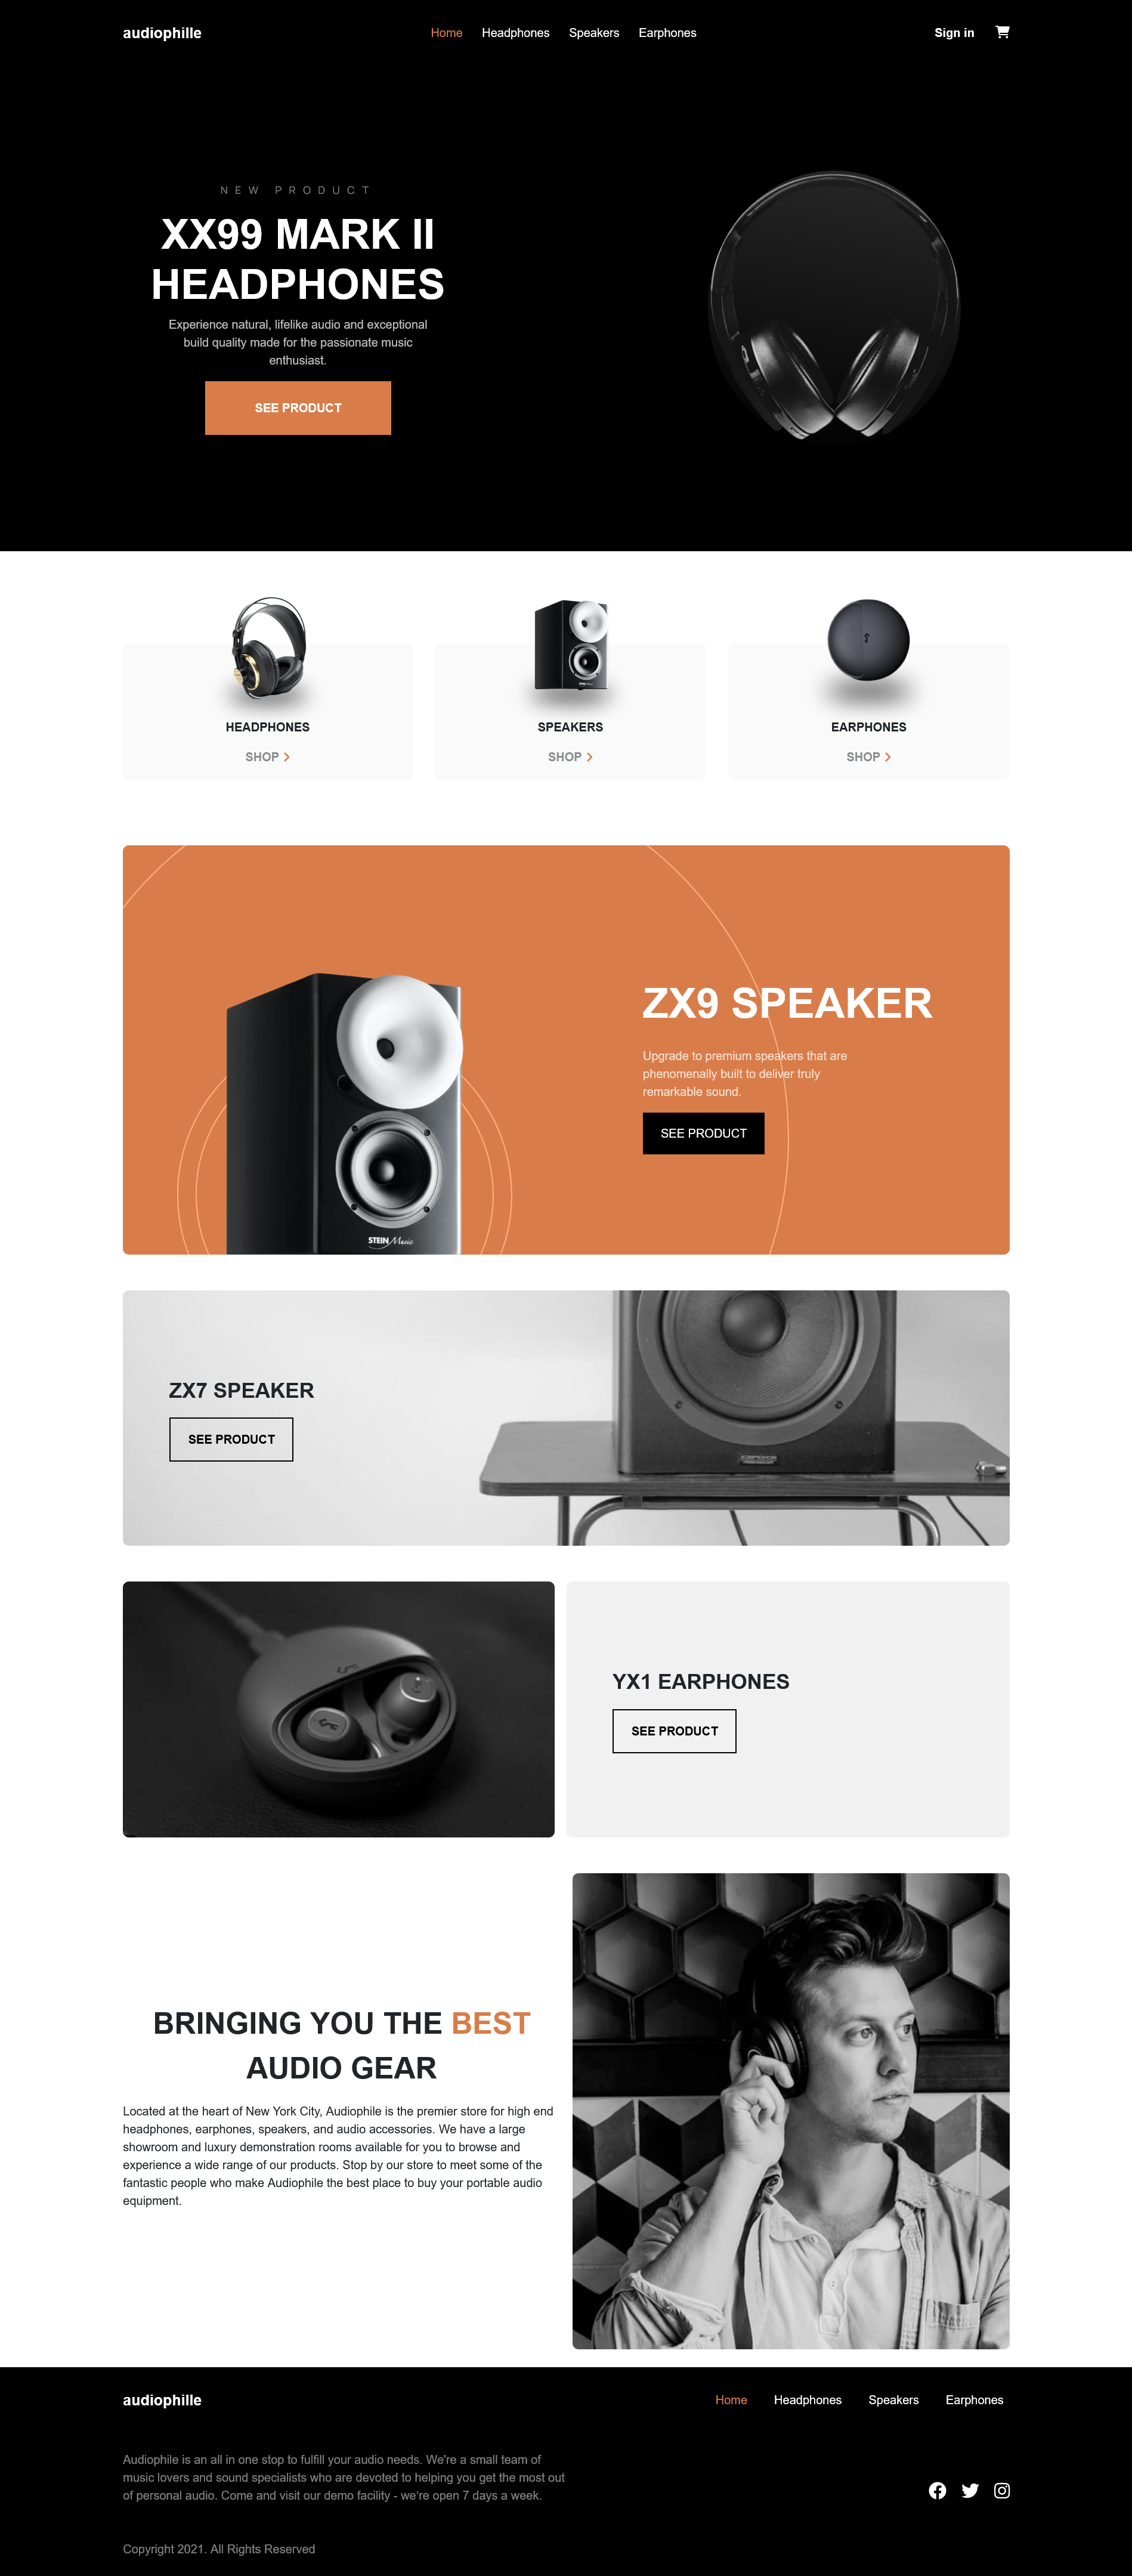 audiophille
Home Headphones Speakers Earphones
Sign in
NEW PRODUCT
XX99 MARK II
HEADPHONES
Experience natural, lifelike audio and exceptional
build quality made for the passionate music
enthusiast.
SEE PRODUCT
HEADPHONES
SHOP
SPEAKERS
SHOP
EARPHONES
SHOP
ZX9 SPEAKER
Upgrade to premium speakers that are
phenomenally built to deliver truly
remarkable sound.
SEE PRODUCT
STEIN Music
ZX7 SPEAKER
SEE PRODUCT
YX1 EARPHONES
SEE PRODUCT
BRINGING YOU THE BEST
AUDIO GEAR
Located at the heart of New York City, Audiophile is the premier store for high end
headphones, earphones, speakers, and audio accessories. We have a large
showroom and luxury demonstration rooms available for you to browse and
experience a wide range of our products. Stop by our store to meet some of the
fantastic people who make Audiophile the best place to buy your portable audio
equipment.
audiophille
Home Headphones Speakers Earphones
Audiophile is an all in one stop to fulfill your audio needs. We're a small team of
music lovers and sound specialists who are devoted to helping you get the most out
of personal audio. Come and visit our demo facility - we're open 7 days a week.
Copyright 2021. All Rights Reserved